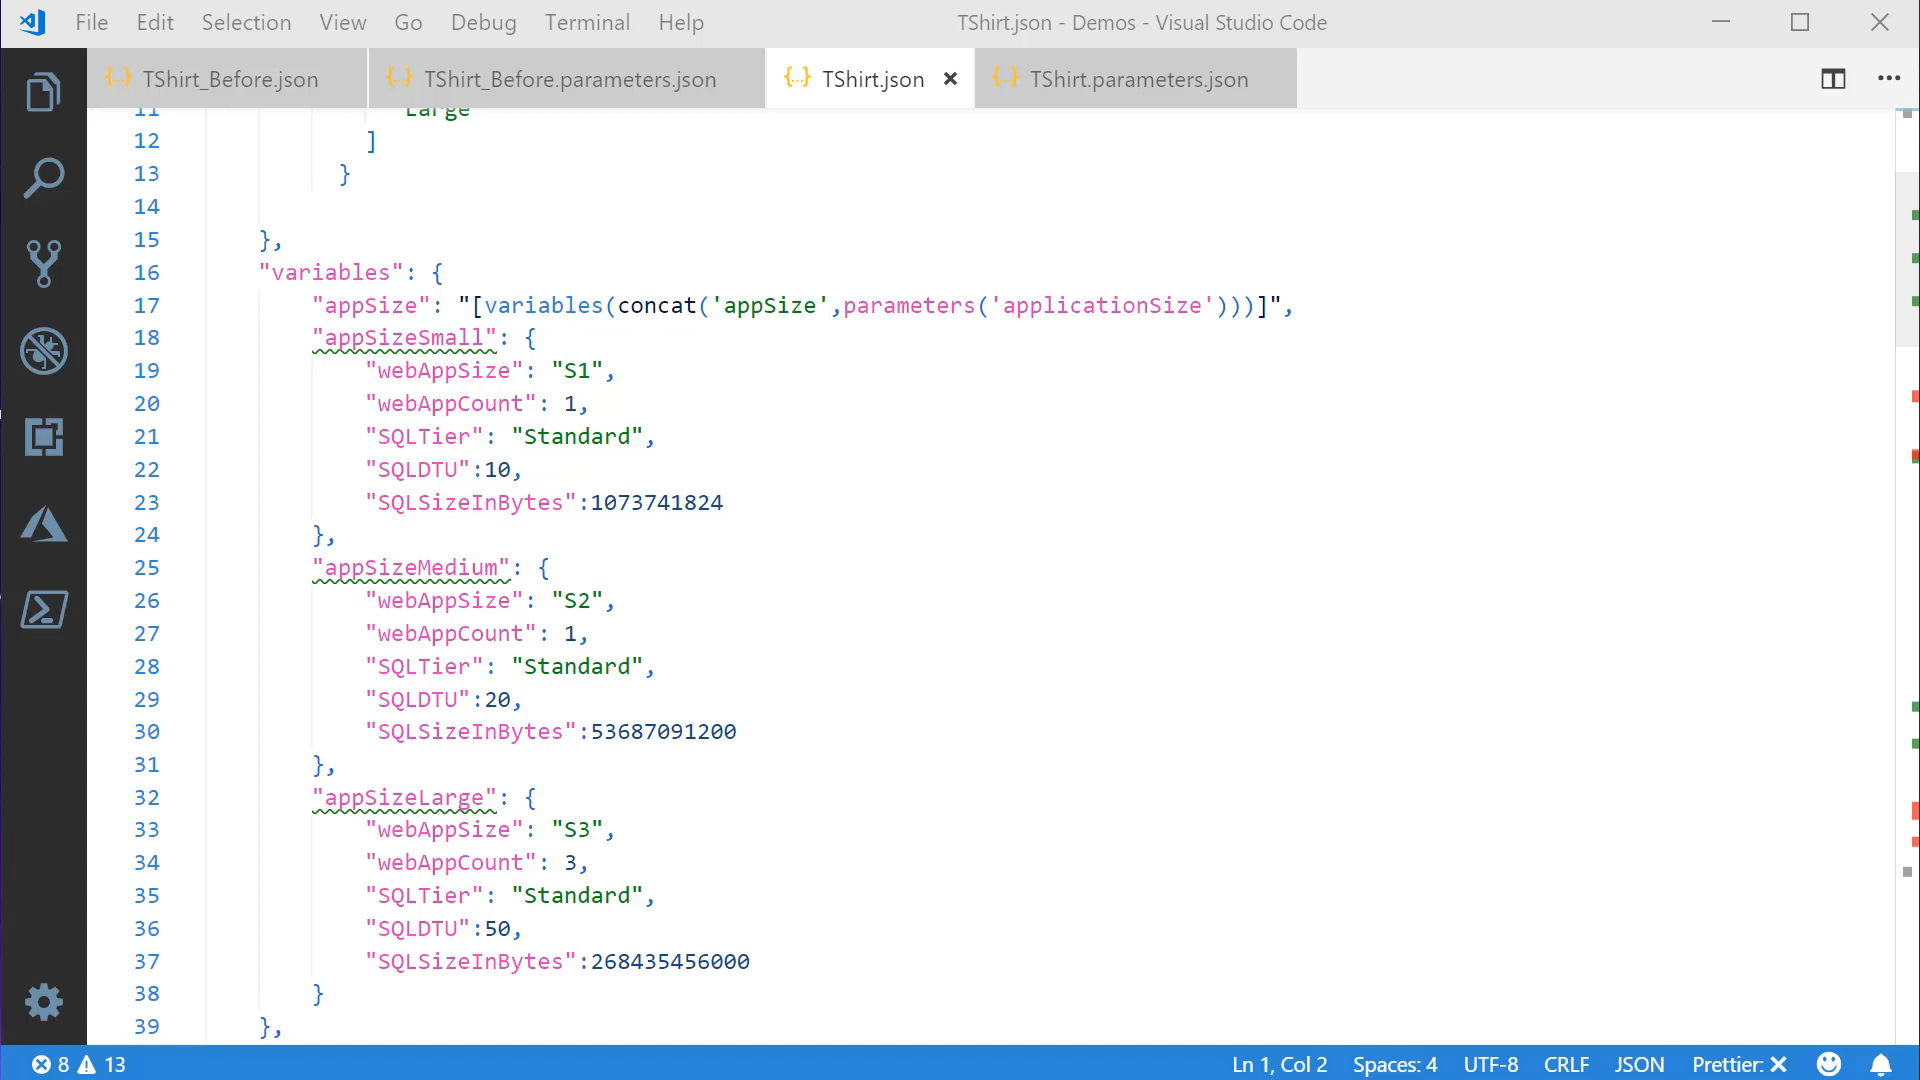 File Edit Selection View Go Debug Terminal Help TShirt.json - Demos - Visual Studio Code
TShirt_Before.json TShirt_Before.parameters.json TShirt.json TShirt.parameters.json
11 Large
12 ]
13 }
14
15 },
16 "variables": {
17 "appSize": "[variables(concat('appSize',parameters('applicationSize')))]",
18 "appSizeSmall": {
19 "webAppSize": "S1",
20 "webAppCount": 1,
21 "SQLTier": "Standard",
22 "SQLDTU":10,
23 "SQLSizeInBytes":1073741824
24 },
25 "appSizeMedium": {
26 "webAppSize": "S2",
27 "webAppCount": 1,
28 "SQLTier": "Standard",
29 "SQLDTU":20,
30 "SQLSizeInBytes":53687091200
31 },
32 "appSizeLarge": {
33 "webAppSize": "S3",
34 "webAppCount": 3,
35 "SQLTier": "Standard",
36 "SQLDTU":50,
37 "SQLSizeInBytes":268435456000
38 }
39 },
8 13 Ln 1, Col 2 Spaces: 4 UTF-8 CRLF JSON Prettier: ✕